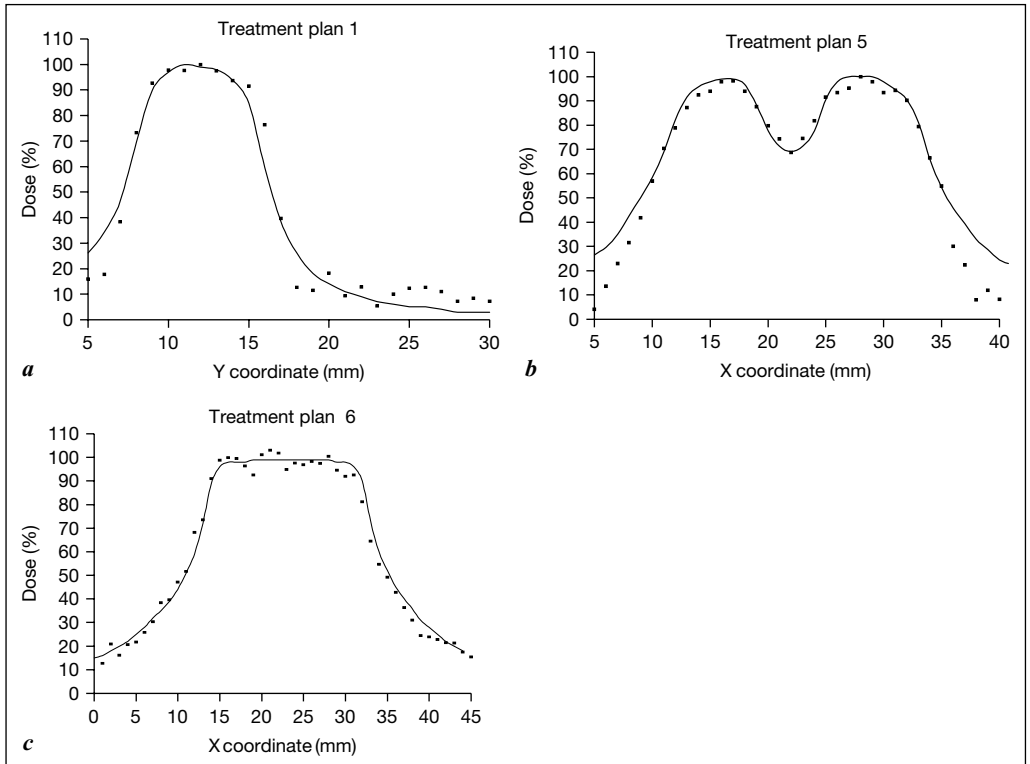 Treatment plan 1
110
100
90
80
70
60
50
40
30
20
10
0
Dose (%)
5 10 15 20 25 30
Y coordinate (mm)
a
Treatment plan 5
110
100
90
80
70
60
50
40
30
20
10
0
Dose (%)
5 10 15 20 25 30 35 40
X coordinate (mm)
b
Treatment plan 6
110
100
90
80
70
60
50
40
30
20
10
0
Dose (%)
0 5 10 15 20 25 30 35 40 45
X coordinate (mm)
c